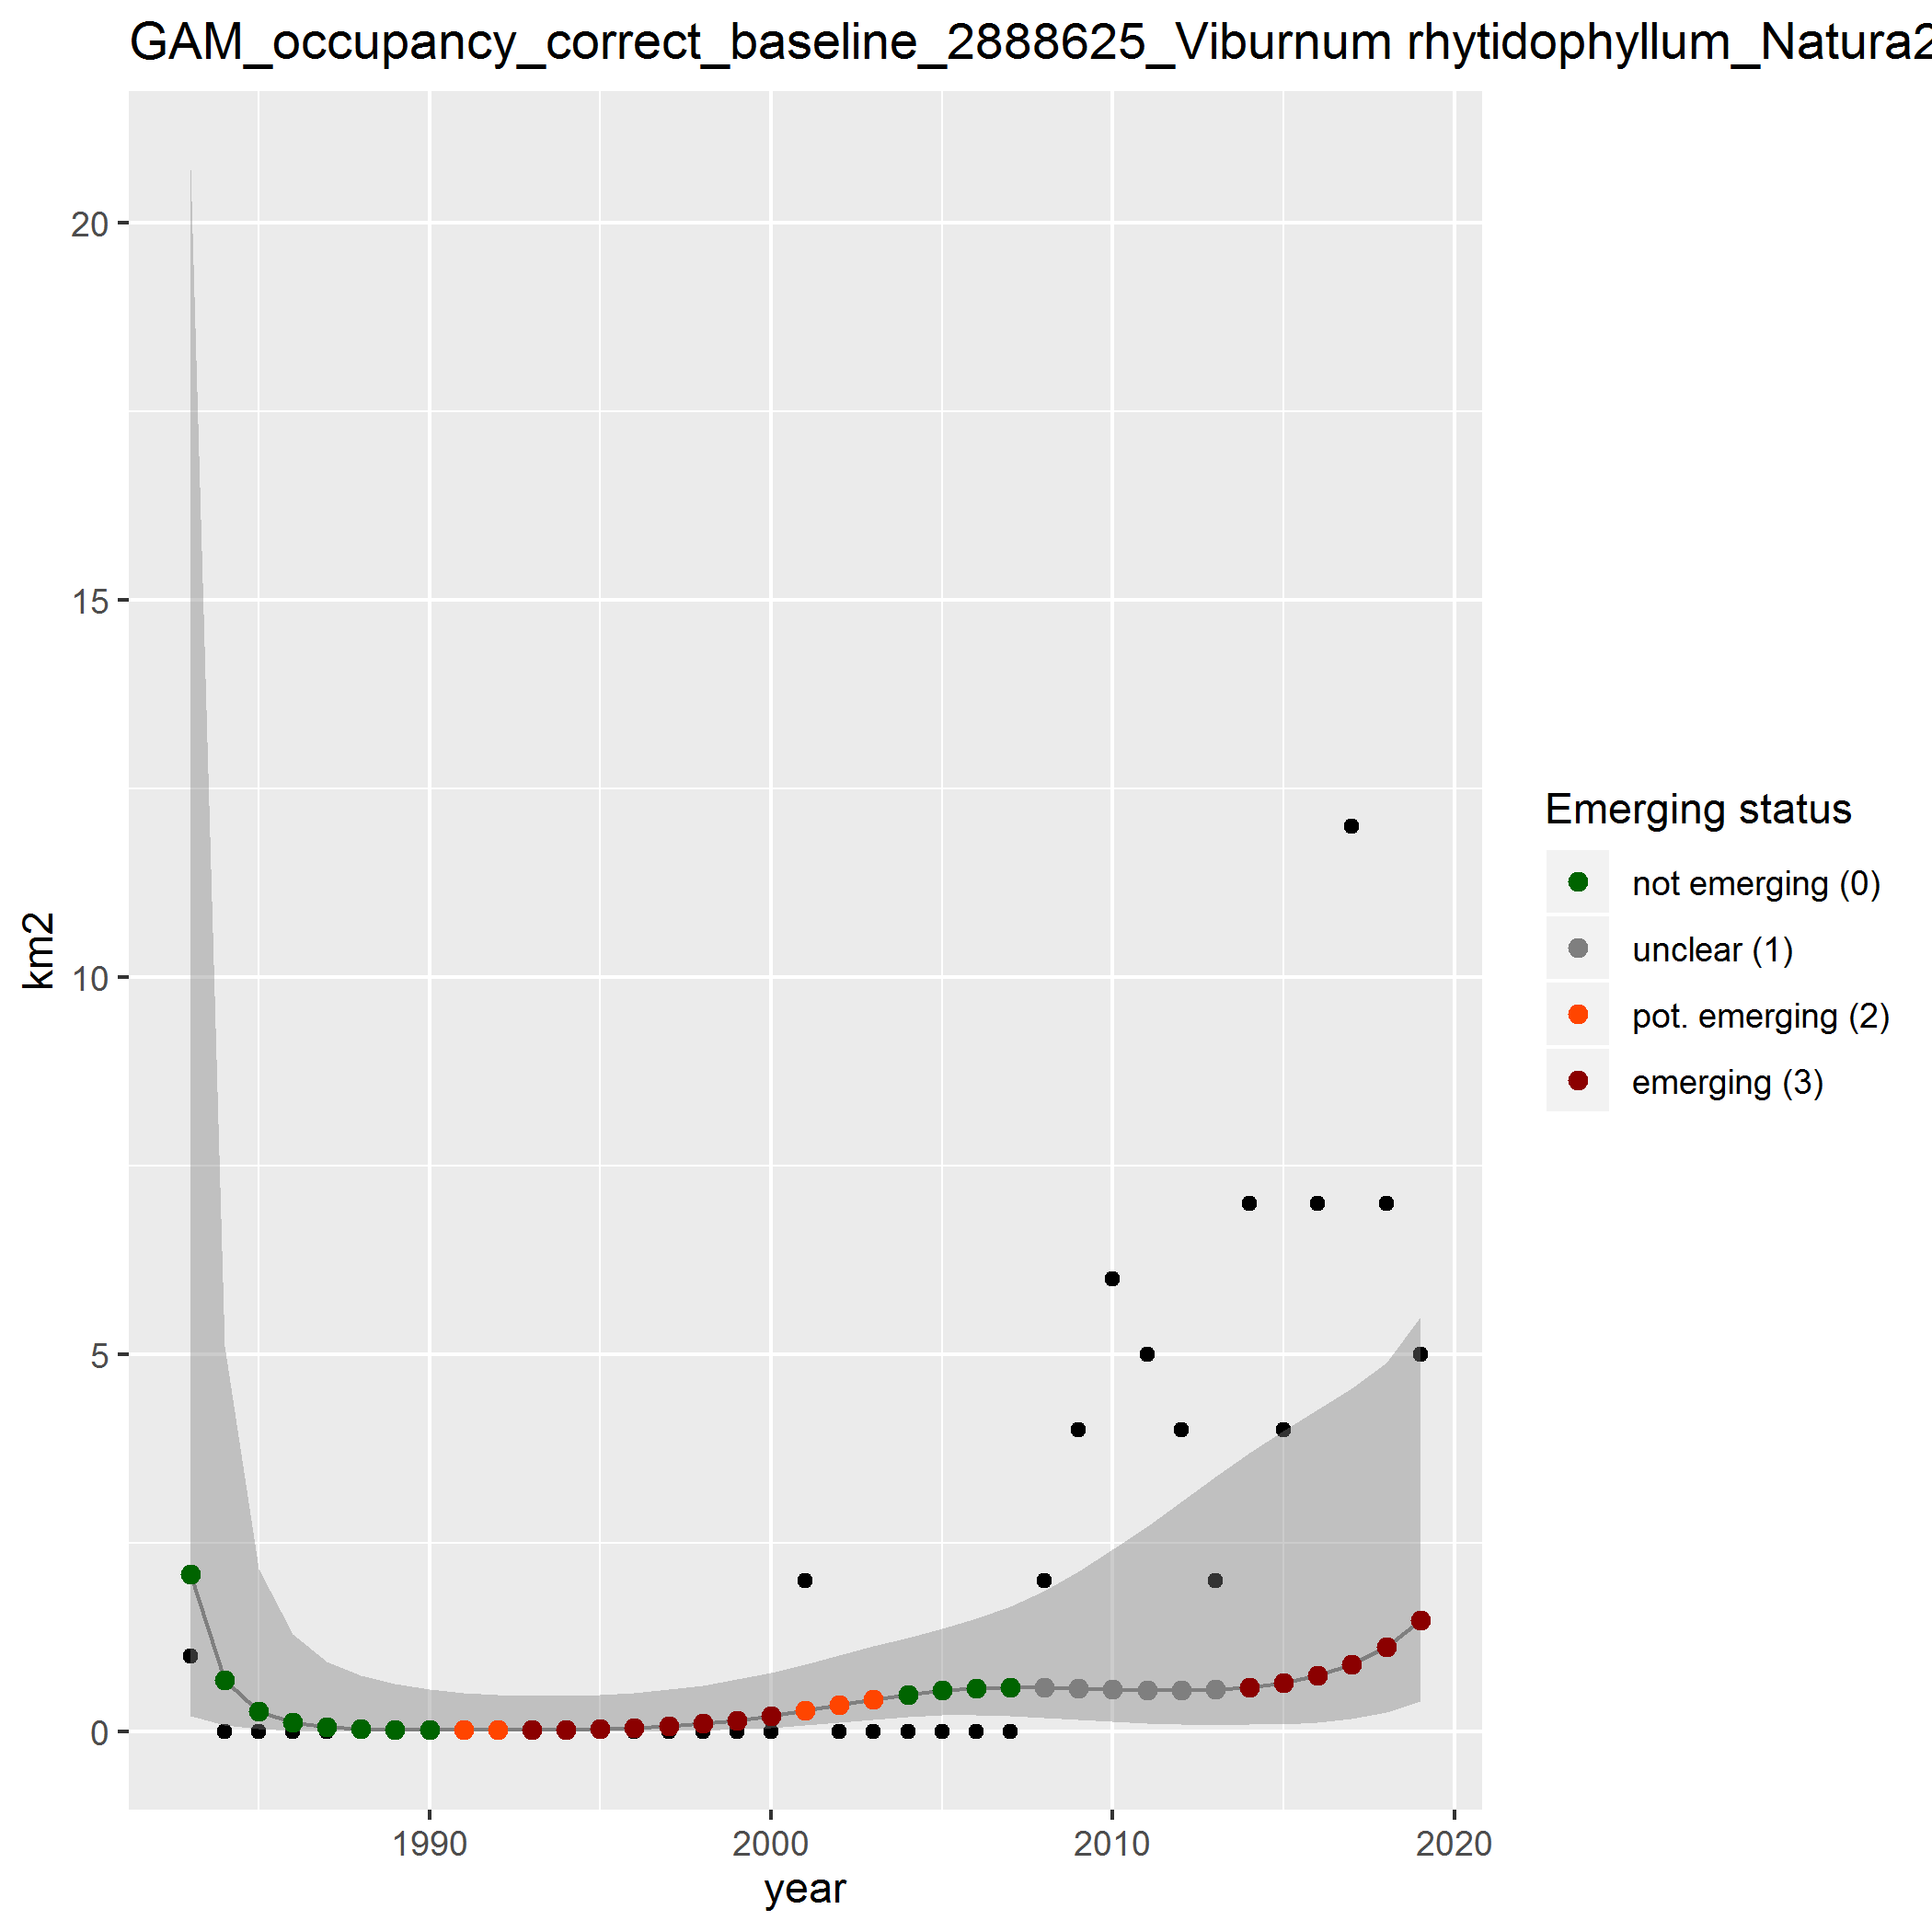 GAM_occupancy_correct_baseline_2888625_Viburnum rhytidophyllum_Natura2
20
15
10
5
0
km2
1990
2000
2010
2020
year
Emerging status
not emerging (0)
unclear (1)
pot. emerging (2)
emerging (3)